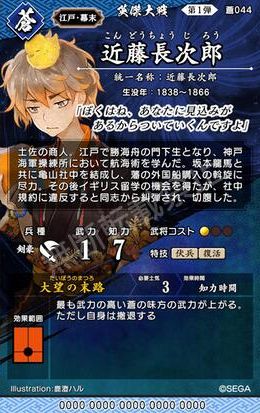 蒼 江戸・幕末 英傑大戦 第1弾 蒼044
こんどうちょうじろう
近藤長次郎
統一名称：近藤長次郎
生没年：1838～1866
「ぼくはね、あなたに見込みが
あるからついていくんですよ」
土佐の商人。江戸で勝海舟の門下生となり、神戸
海軍操練所において航海術を学んだ。坂本龍馬と
共に亀山社中を結成し、藩の外国船購入の斡旋に
尽力。その後イギリス留学の機会を得たが、社中
規約に違反すると同志から糾弾され、切腹した。
兵種 武力 知力 武将コスト
剣豪 1 7 特技 伏兵 復活
たいぼうのまつろ 必要士気 効果時間
大望の末路 3 知力時間
効果範囲
最も武力の高い蒼の味方の武力が上がる。
ただし自身は撤退する
Illustration:鹿澄ハル ©SEGA
0000-0000-0000-0000-0000